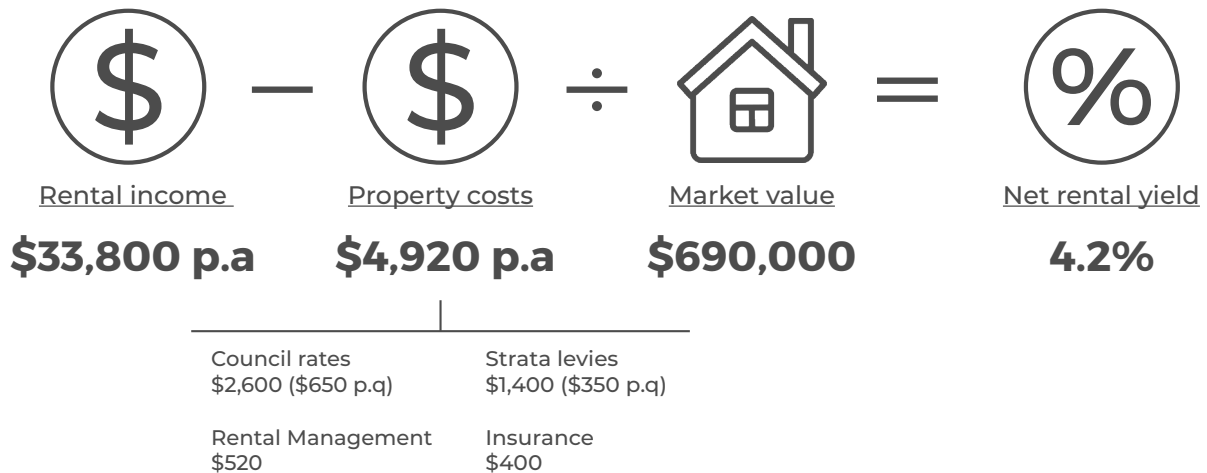 $ – $ ÷ = %
Rental income
Property costs
Market value
Net rental yield
$33,800 p.a
$4,920 p.a
$690,000
4.2%
Council rates
$2,600 ($650 p.q)
Strata levies
$1,400 ($350 p.q)
Rental Management
$520
Insurance
$400